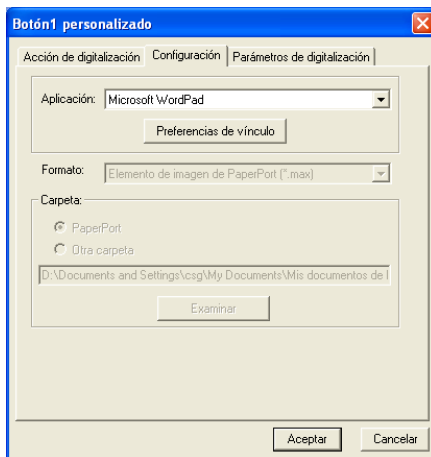 Botón1 personalizado
Acción de digitalización Configuración Parámetros de digitalización
Aplicación: Microsoft WordPad
Preferencias de vínculo
Formato: Elemento de imagen de PaperPort (*.max)
Carpeta:
PaperPort
Otra carpeta
D:\Documents and Settings\csg\My Documents\Mis documentos de l
Examinar
Aceptar Cancelar